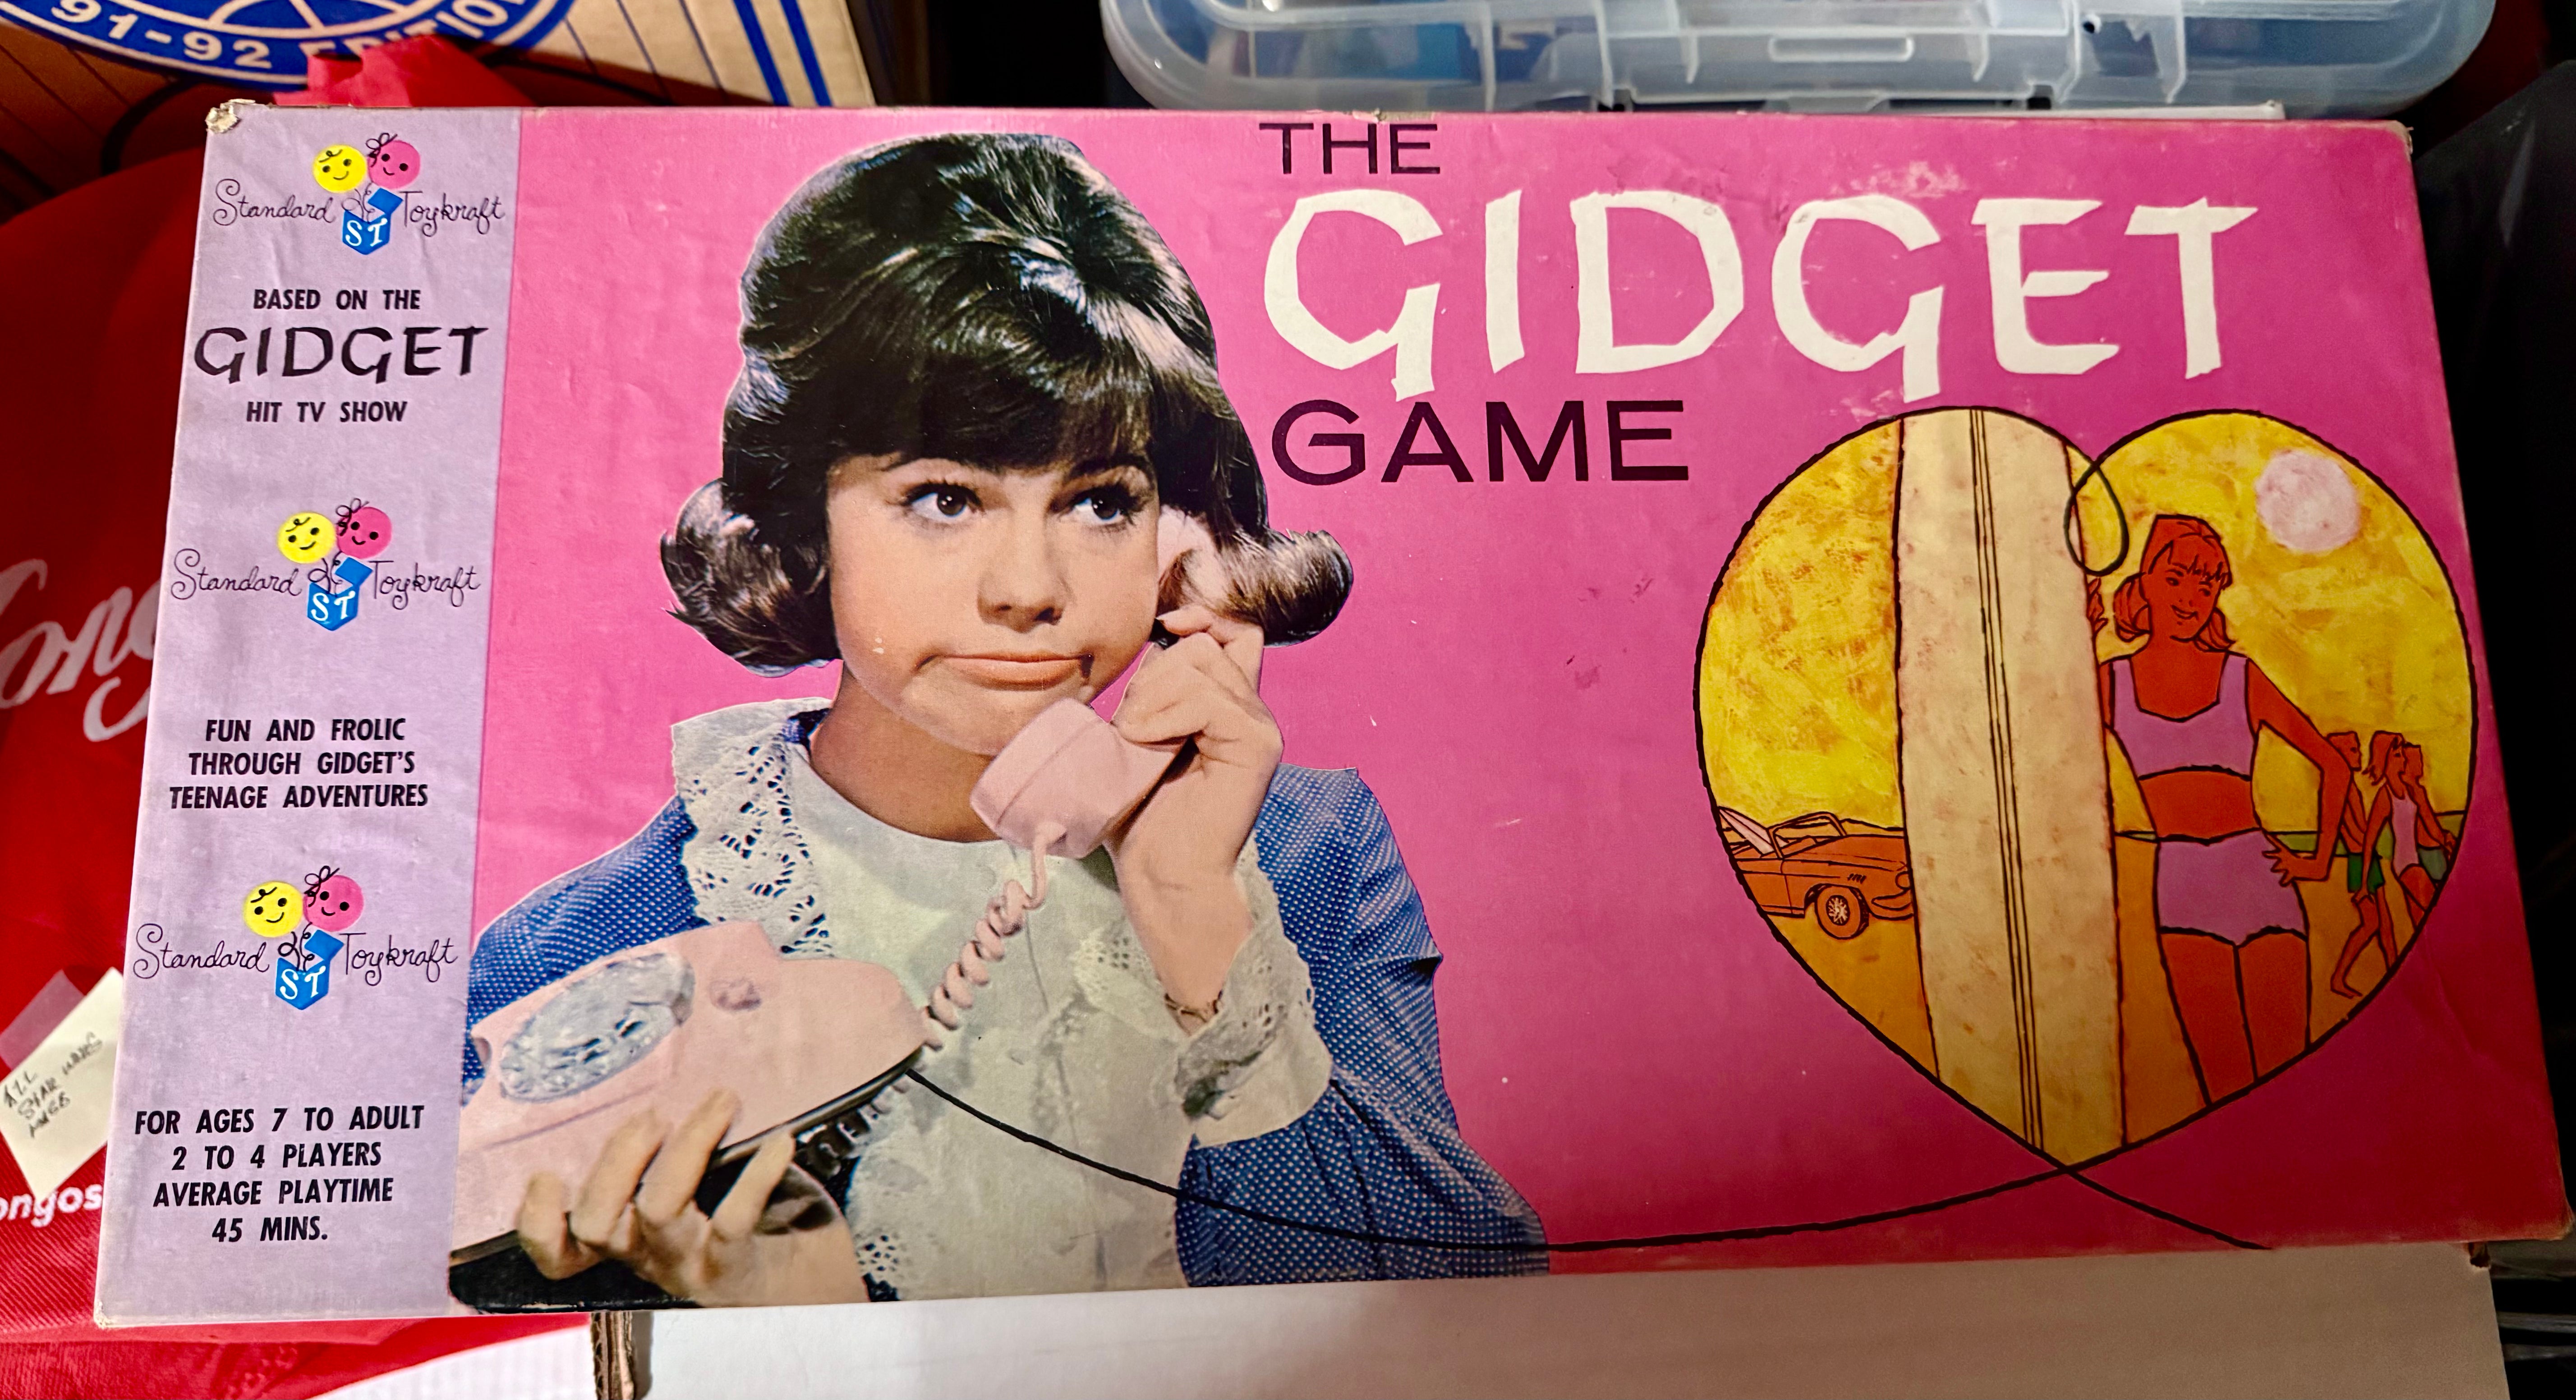 91-92 EDITION
Standard ST Toykraft
BASED ON THE
GIDGET
HIT TV SHOW
Standard ST Toykraft
FUN AND FROLIC
THROUGH GIDGET'S
TEENAGE ADVENTURES
Standard ST Toykraft
FOR AGES 7 TO ADULT
2 TO 4 PLAYERS
AVERAGE PLAYTIME
45 MINS.
THE
GIDGET
GAME
STAR WARS